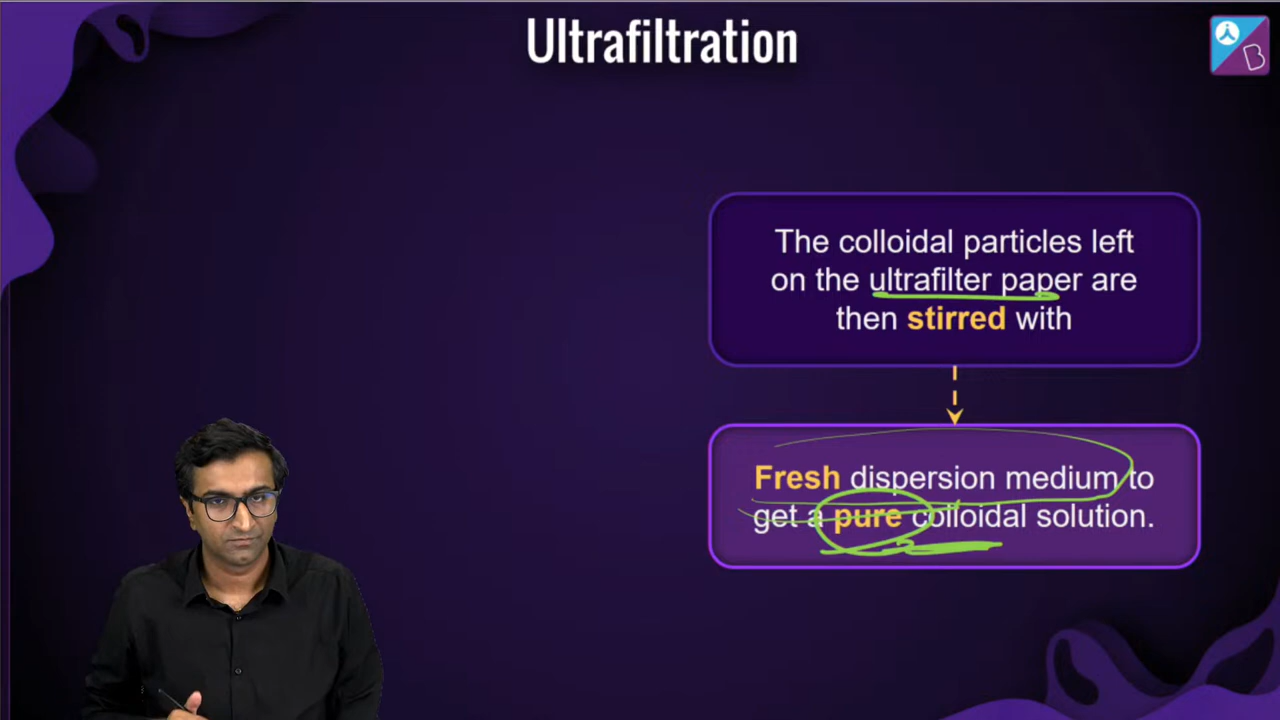 Ultrafiltration
B
The colloidal particles left
on the ultrafilter paper are
then stirred with
Fresh dispersion medium to
get a pure colloidal solution.